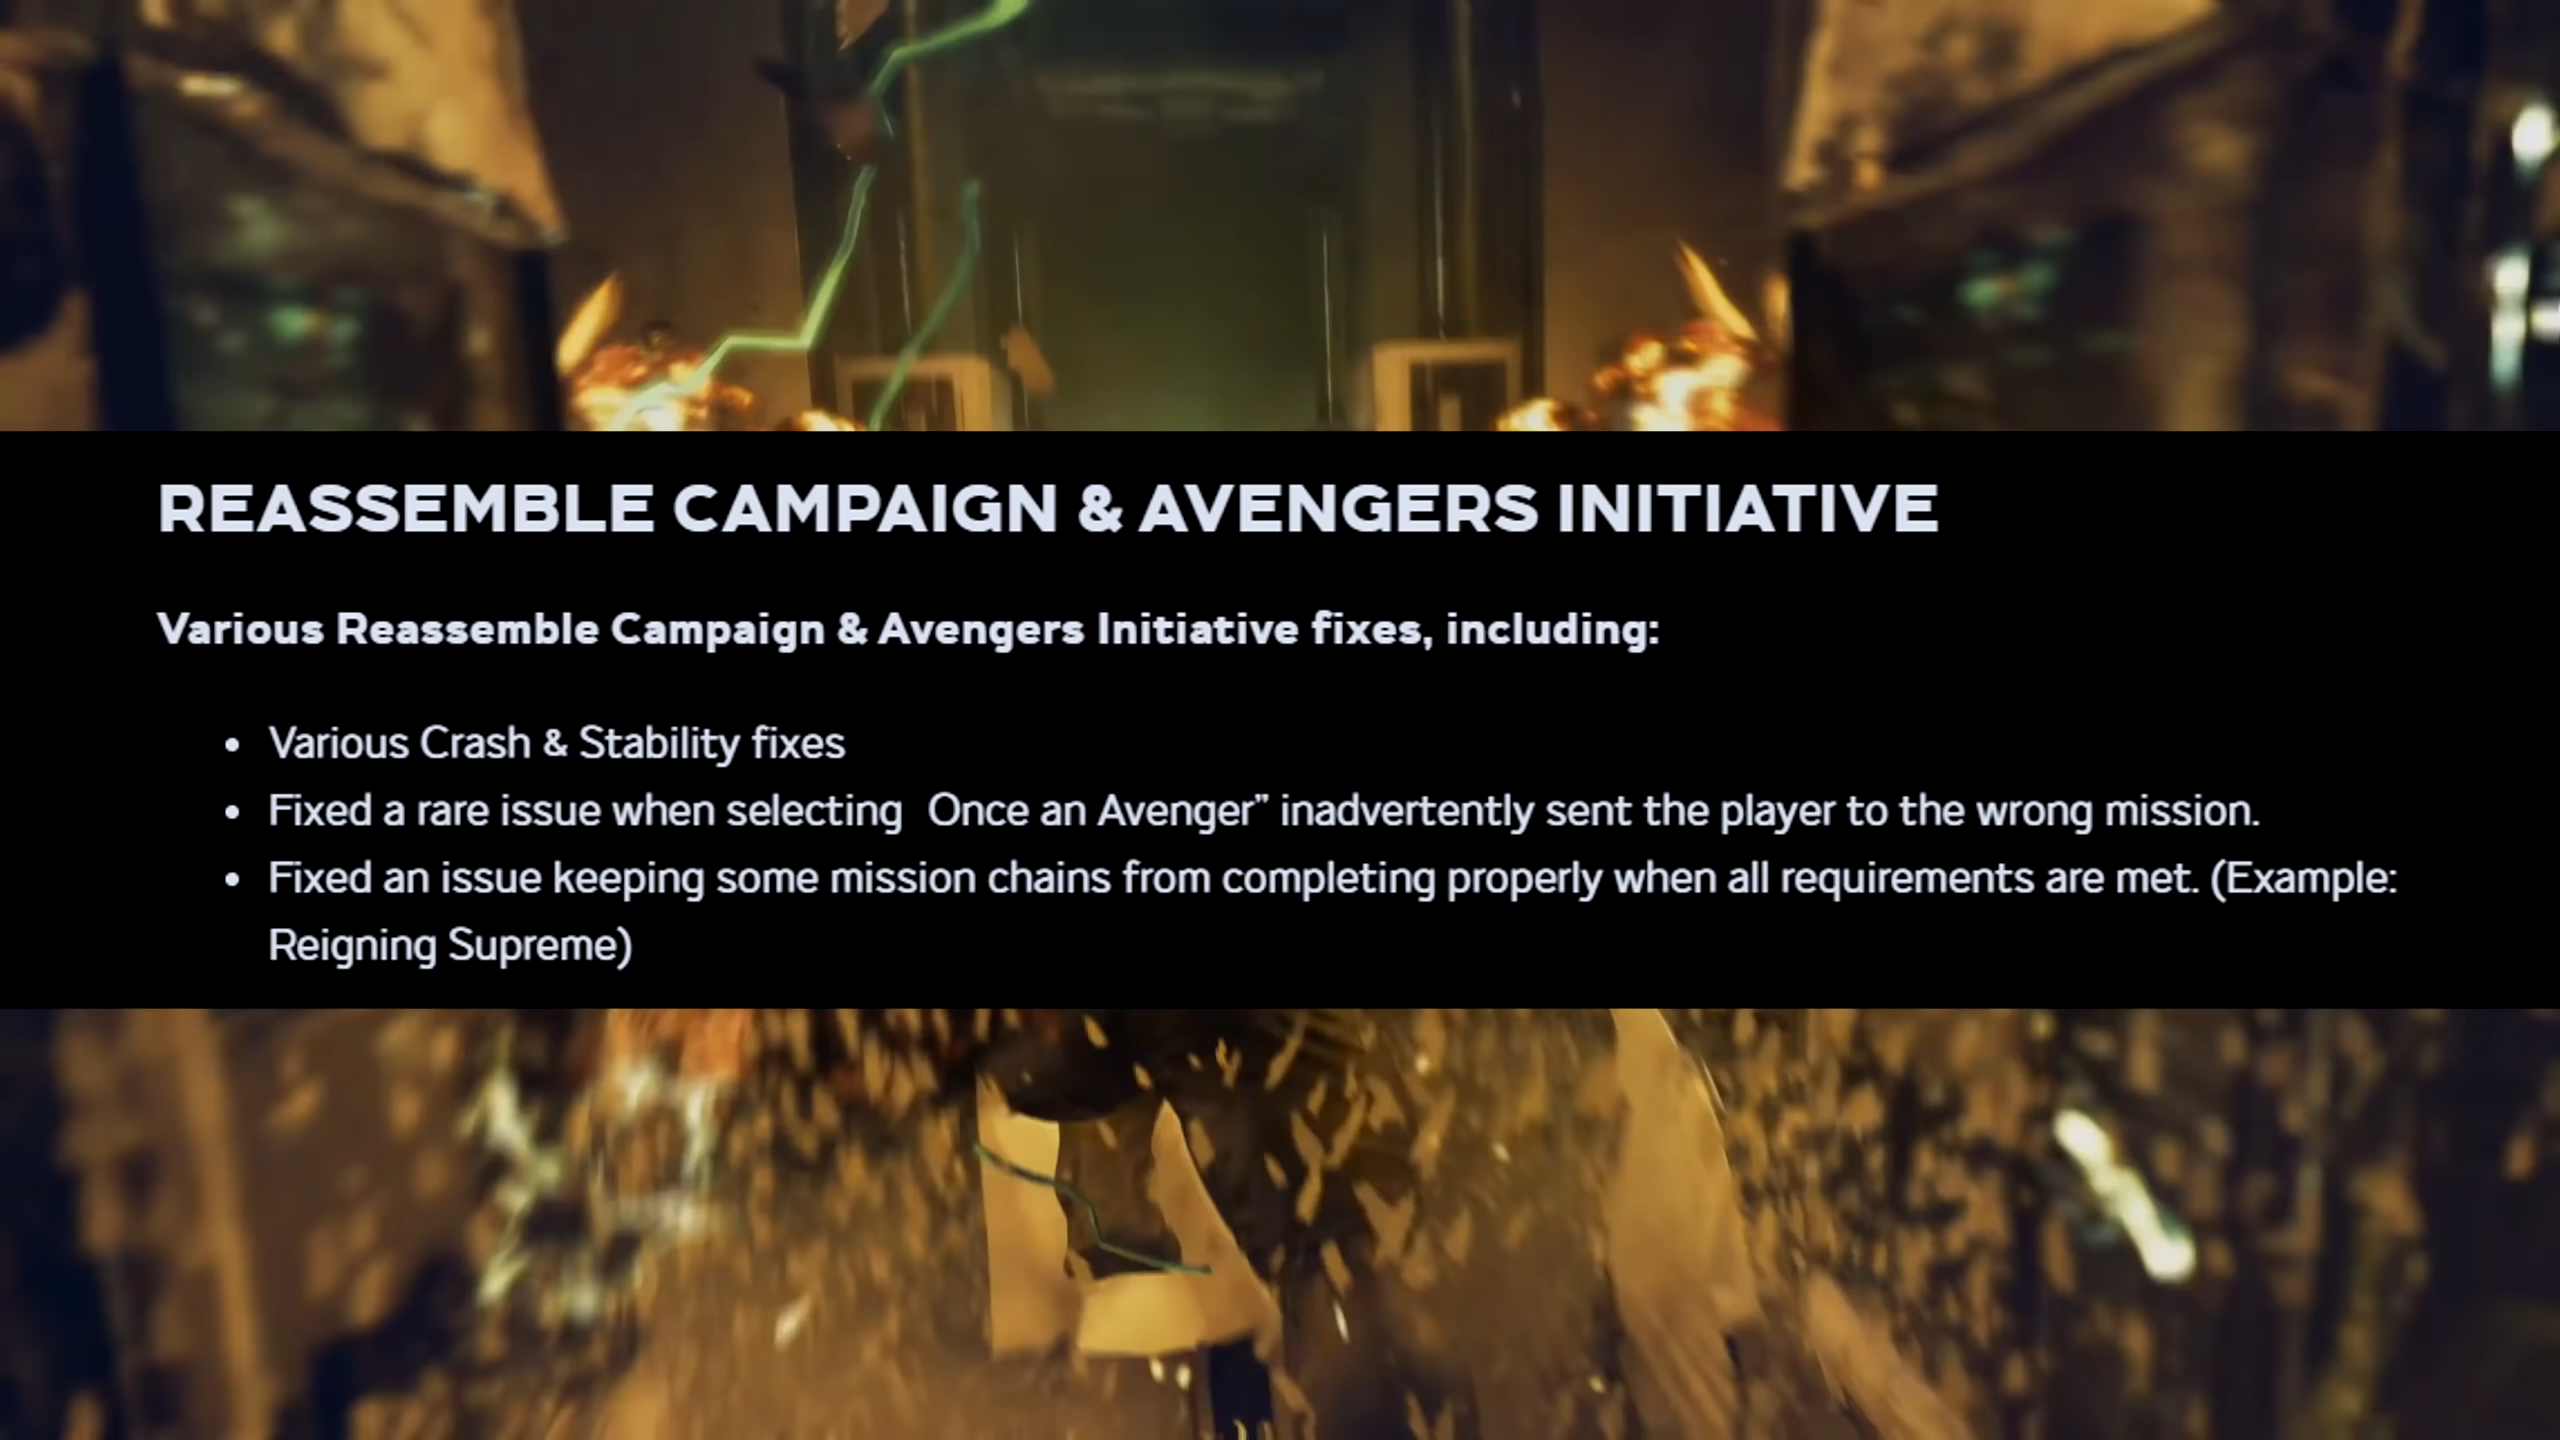 REASSEMBLE CAMPAIGN & AVENGERS INITIATIVE
Various Reassemble Campaign & Avengers Initiative fixes, including:
• Various Crash & Stability fixes
• Fixed a rare issue when selecting  Once an Avenger” inadvertently sent the player to the wrong mission.
• Fixed an issue keeping some mission chains from completing properly when all requirements are met. (Example:
Reigning Supreme)